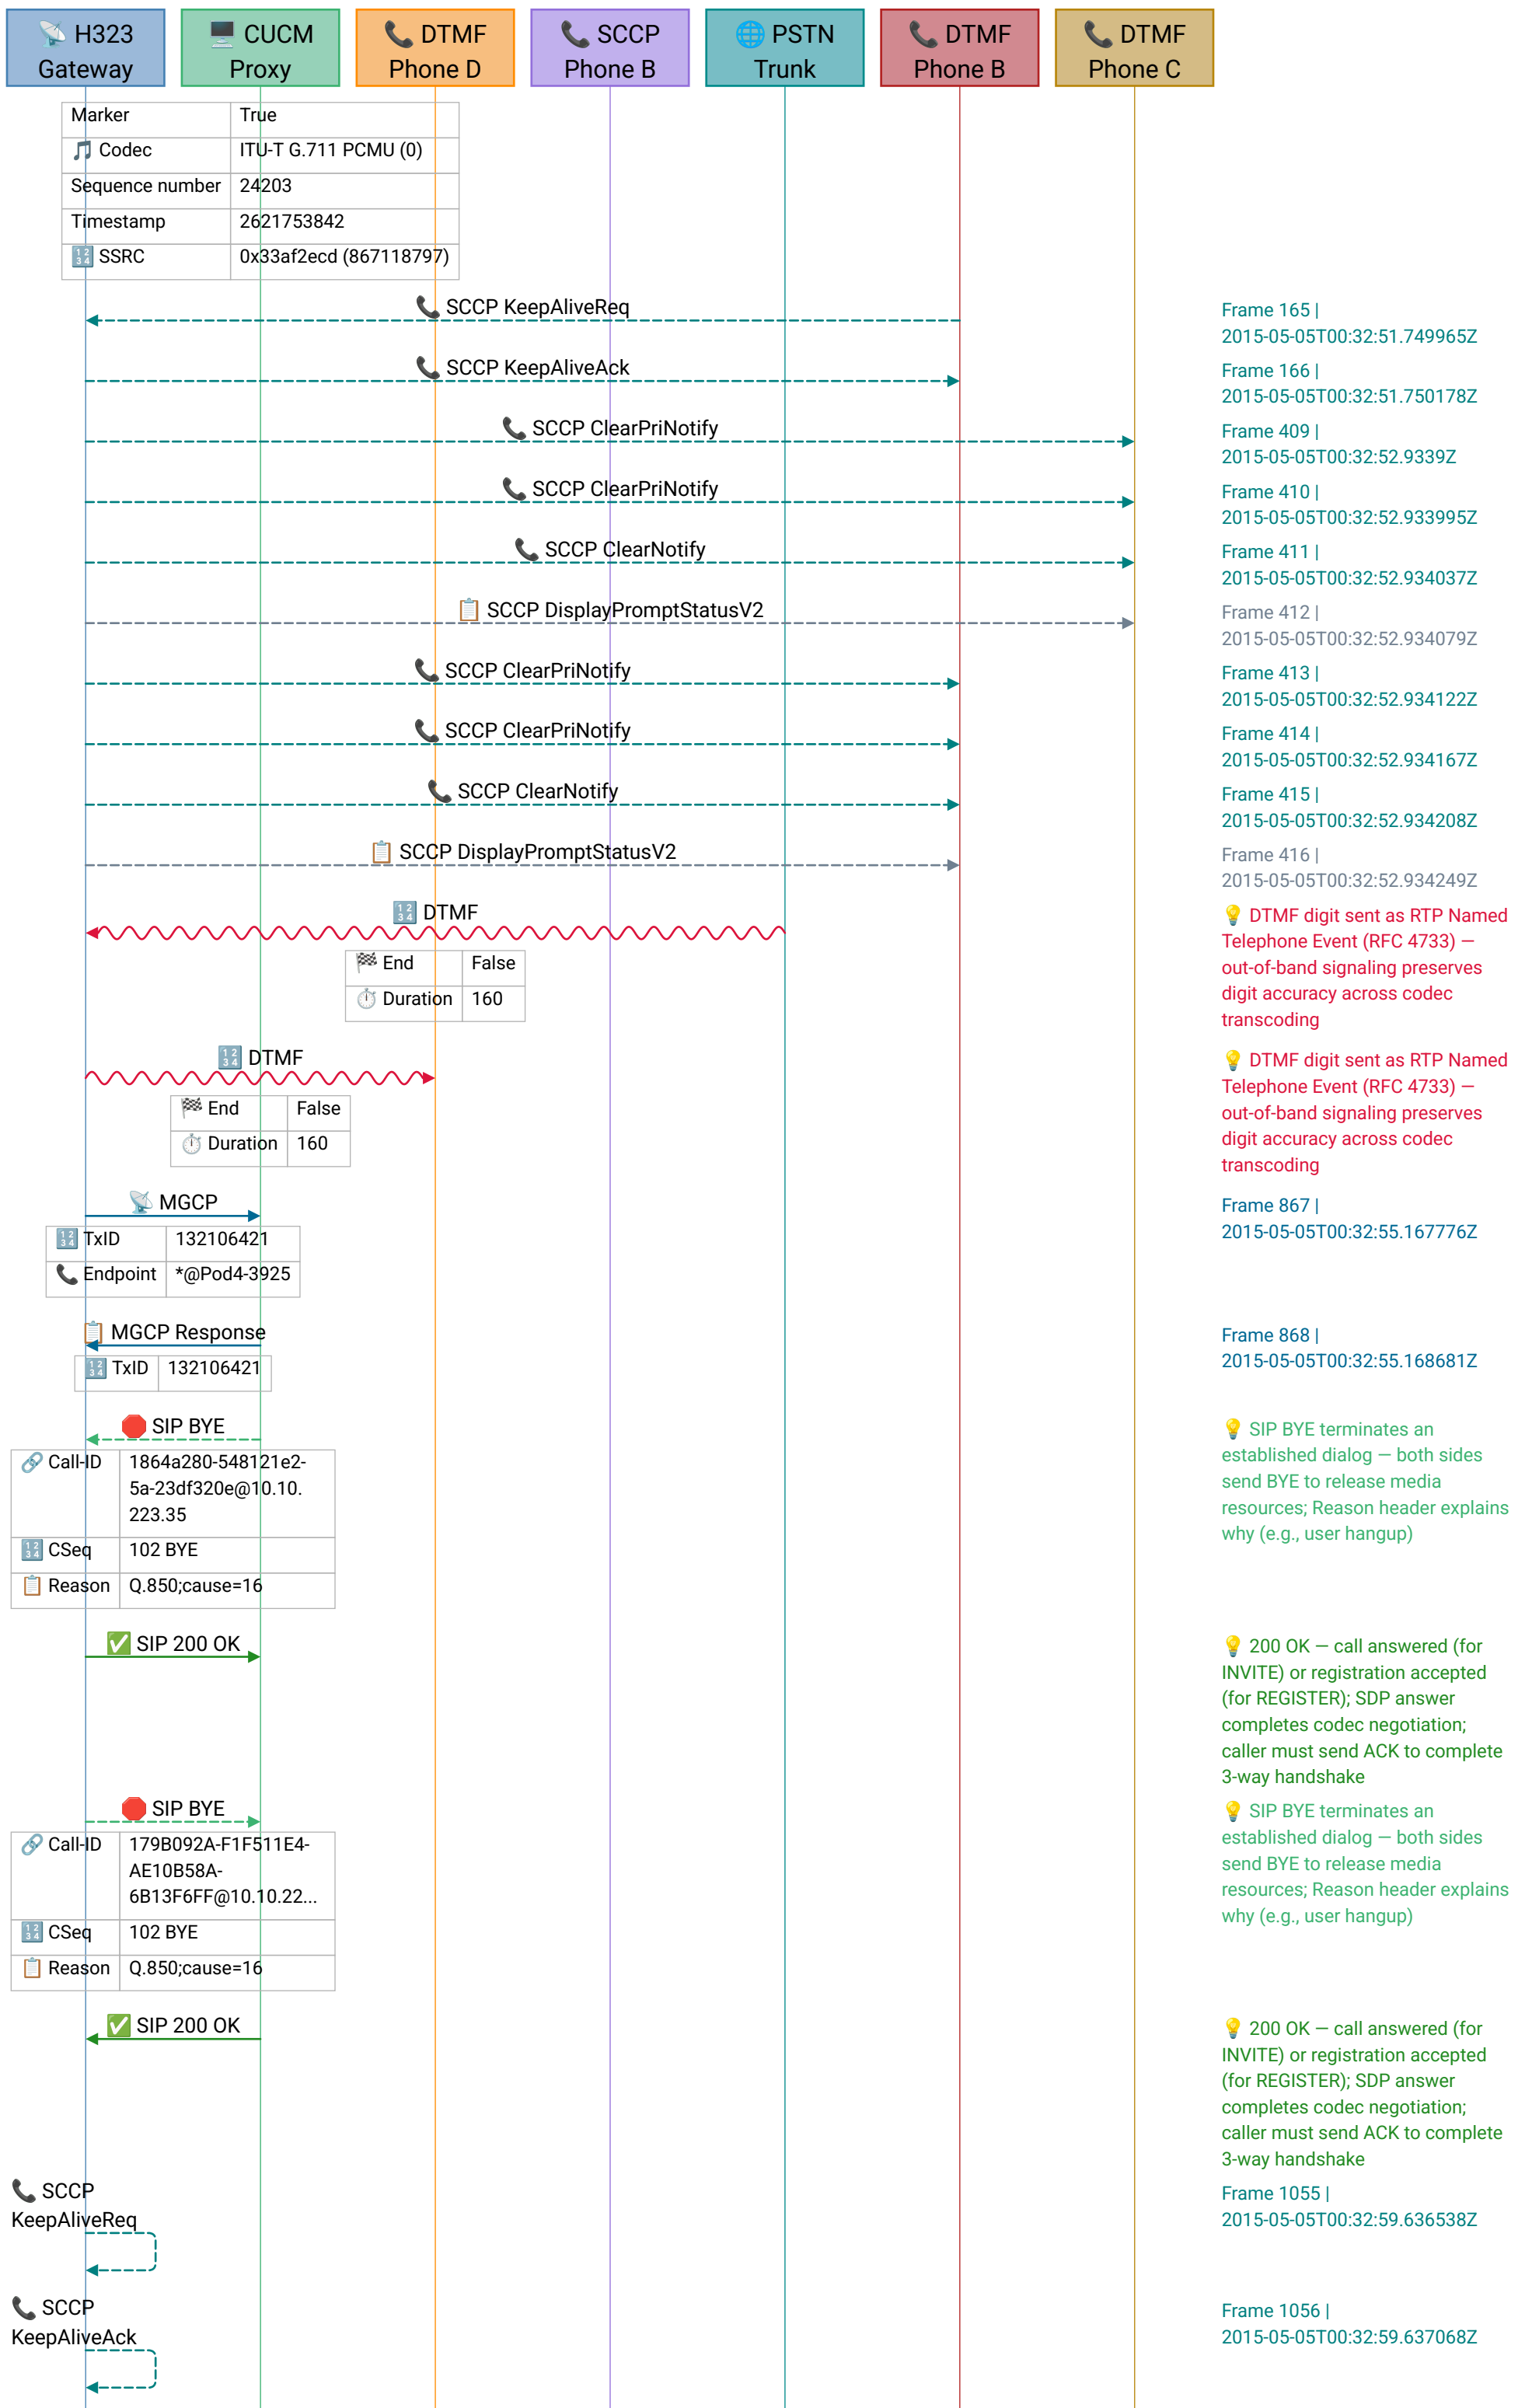 📡 H323
Gateway
🖥️ CUCM
Proxy
📞 DTMF
Phone D
📞 SCCP
Phone B
🌐 PSTN
Trunk
📞 DTMF
Phone B
📞 DTMF
Phone C
Marker True
🎵 Codec ITU-T G.711 PCMU (0)
Sequence number 24203
Timestamp 2621753842
🔢 SSRC 0x33af2ecd (867118797)
📞 SCCP KeepAliveReq
Frame 165 |
2015-05-05T00:32:51.749965Z
📞 SCCP KeepAliveAck
Frame 166 |
2015-05-05T00:32:51.750178Z
📞 SCCP ClearPriNotify
Frame 409 |
2015-05-05T00:32:52.9339Z
📞 SCCP ClearPriNotify
Frame 410 |
2015-05-05T00:32:52.933995Z
📞 SCCP ClearNotify
Frame 411 |
2015-05-05T00:32:52.934037Z
📋 SCCP DisplayPromptStatusV2
Frame 412 |
2015-05-05T00:32:52.934079Z
📞 SCCP ClearPriNotify
Frame 413 |
2015-05-05T00:32:52.934122Z
📞 SCCP ClearPriNotify
Frame 414 |
2015-05-05T00:32:52.934167Z
📞 SCCP ClearNotify
Frame 415 |
2015-05-05T00:32:52.934208Z
📋 SCCP DisplayPromptStatusV2
Frame 416 |
2015-05-05T00:32:52.934249Z
🔢 DTMF
🏁 End False
⏱️ Duration 160
💡 DTMF digit sent as RTP Named
Telephone Event (RFC 4733) —
out-of-band signaling preserves
digit accuracy across codec
transcoding
🔢 DTMF
🏁 End False
⏱️ Duration 160
💡 DTMF digit sent as RTP Named
Telephone Event (RFC 4733) —
out-of-band signaling preserves
digit accuracy across codec
transcoding
📡 MGCP
🔢 TxID 132106421
📞 Endpoint *@Pod4-3925
Frame 867 |
2015-05-05T00:32:55.167776Z
📋 MGCP Response
🔢 TxID 132106421
Frame 868 |
2015-05-05T00:32:55.168681Z
🛑 SIP BYE
🔗 Call-ID 1864a280-548121e2-
5a-23df320e@10.10.
223.35
🔢 CSeq 102 BYE
📋 Reason Q.850;cause=16
💡 SIP BYE terminates an
established dialog — both sides
send BYE to release media
resources; Reason header explains
why (e.g., user hangup)
✅ SIP 200 OK
💡 200 OK — call answered (for
INVITE) or registration accepted
(for REGISTER); SDP answer
completes codec negotiation;
caller must send ACK to complete
3-way handshake
🛑 SIP BYE
🔗 Call-ID 179B092A-F1F511E4-
AE10B58A-
6B13F6FF@10.10.22...
🔢 CSeq 102 BYE
📋 Reason Q.850;cause=16
💡 SIP BYE terminates an
established dialog — both sides
send BYE to release media
resources; Reason header explains
why (e.g., user hangup)
✅ SIP 200 OK
💡 200 OK — call answered (for
INVITE) or registration accepted
(for REGISTER); SDP answer
completes codec negotiation;
caller must send ACK to complete
3-way handshake
📞 SCCP
KeepAliveReq
Frame 1055 |
2015-05-05T00:32:59.636538Z
📞 SCCP
KeepAliveAck
Frame 1056 |
2015-05-05T00:32:59.637068Z